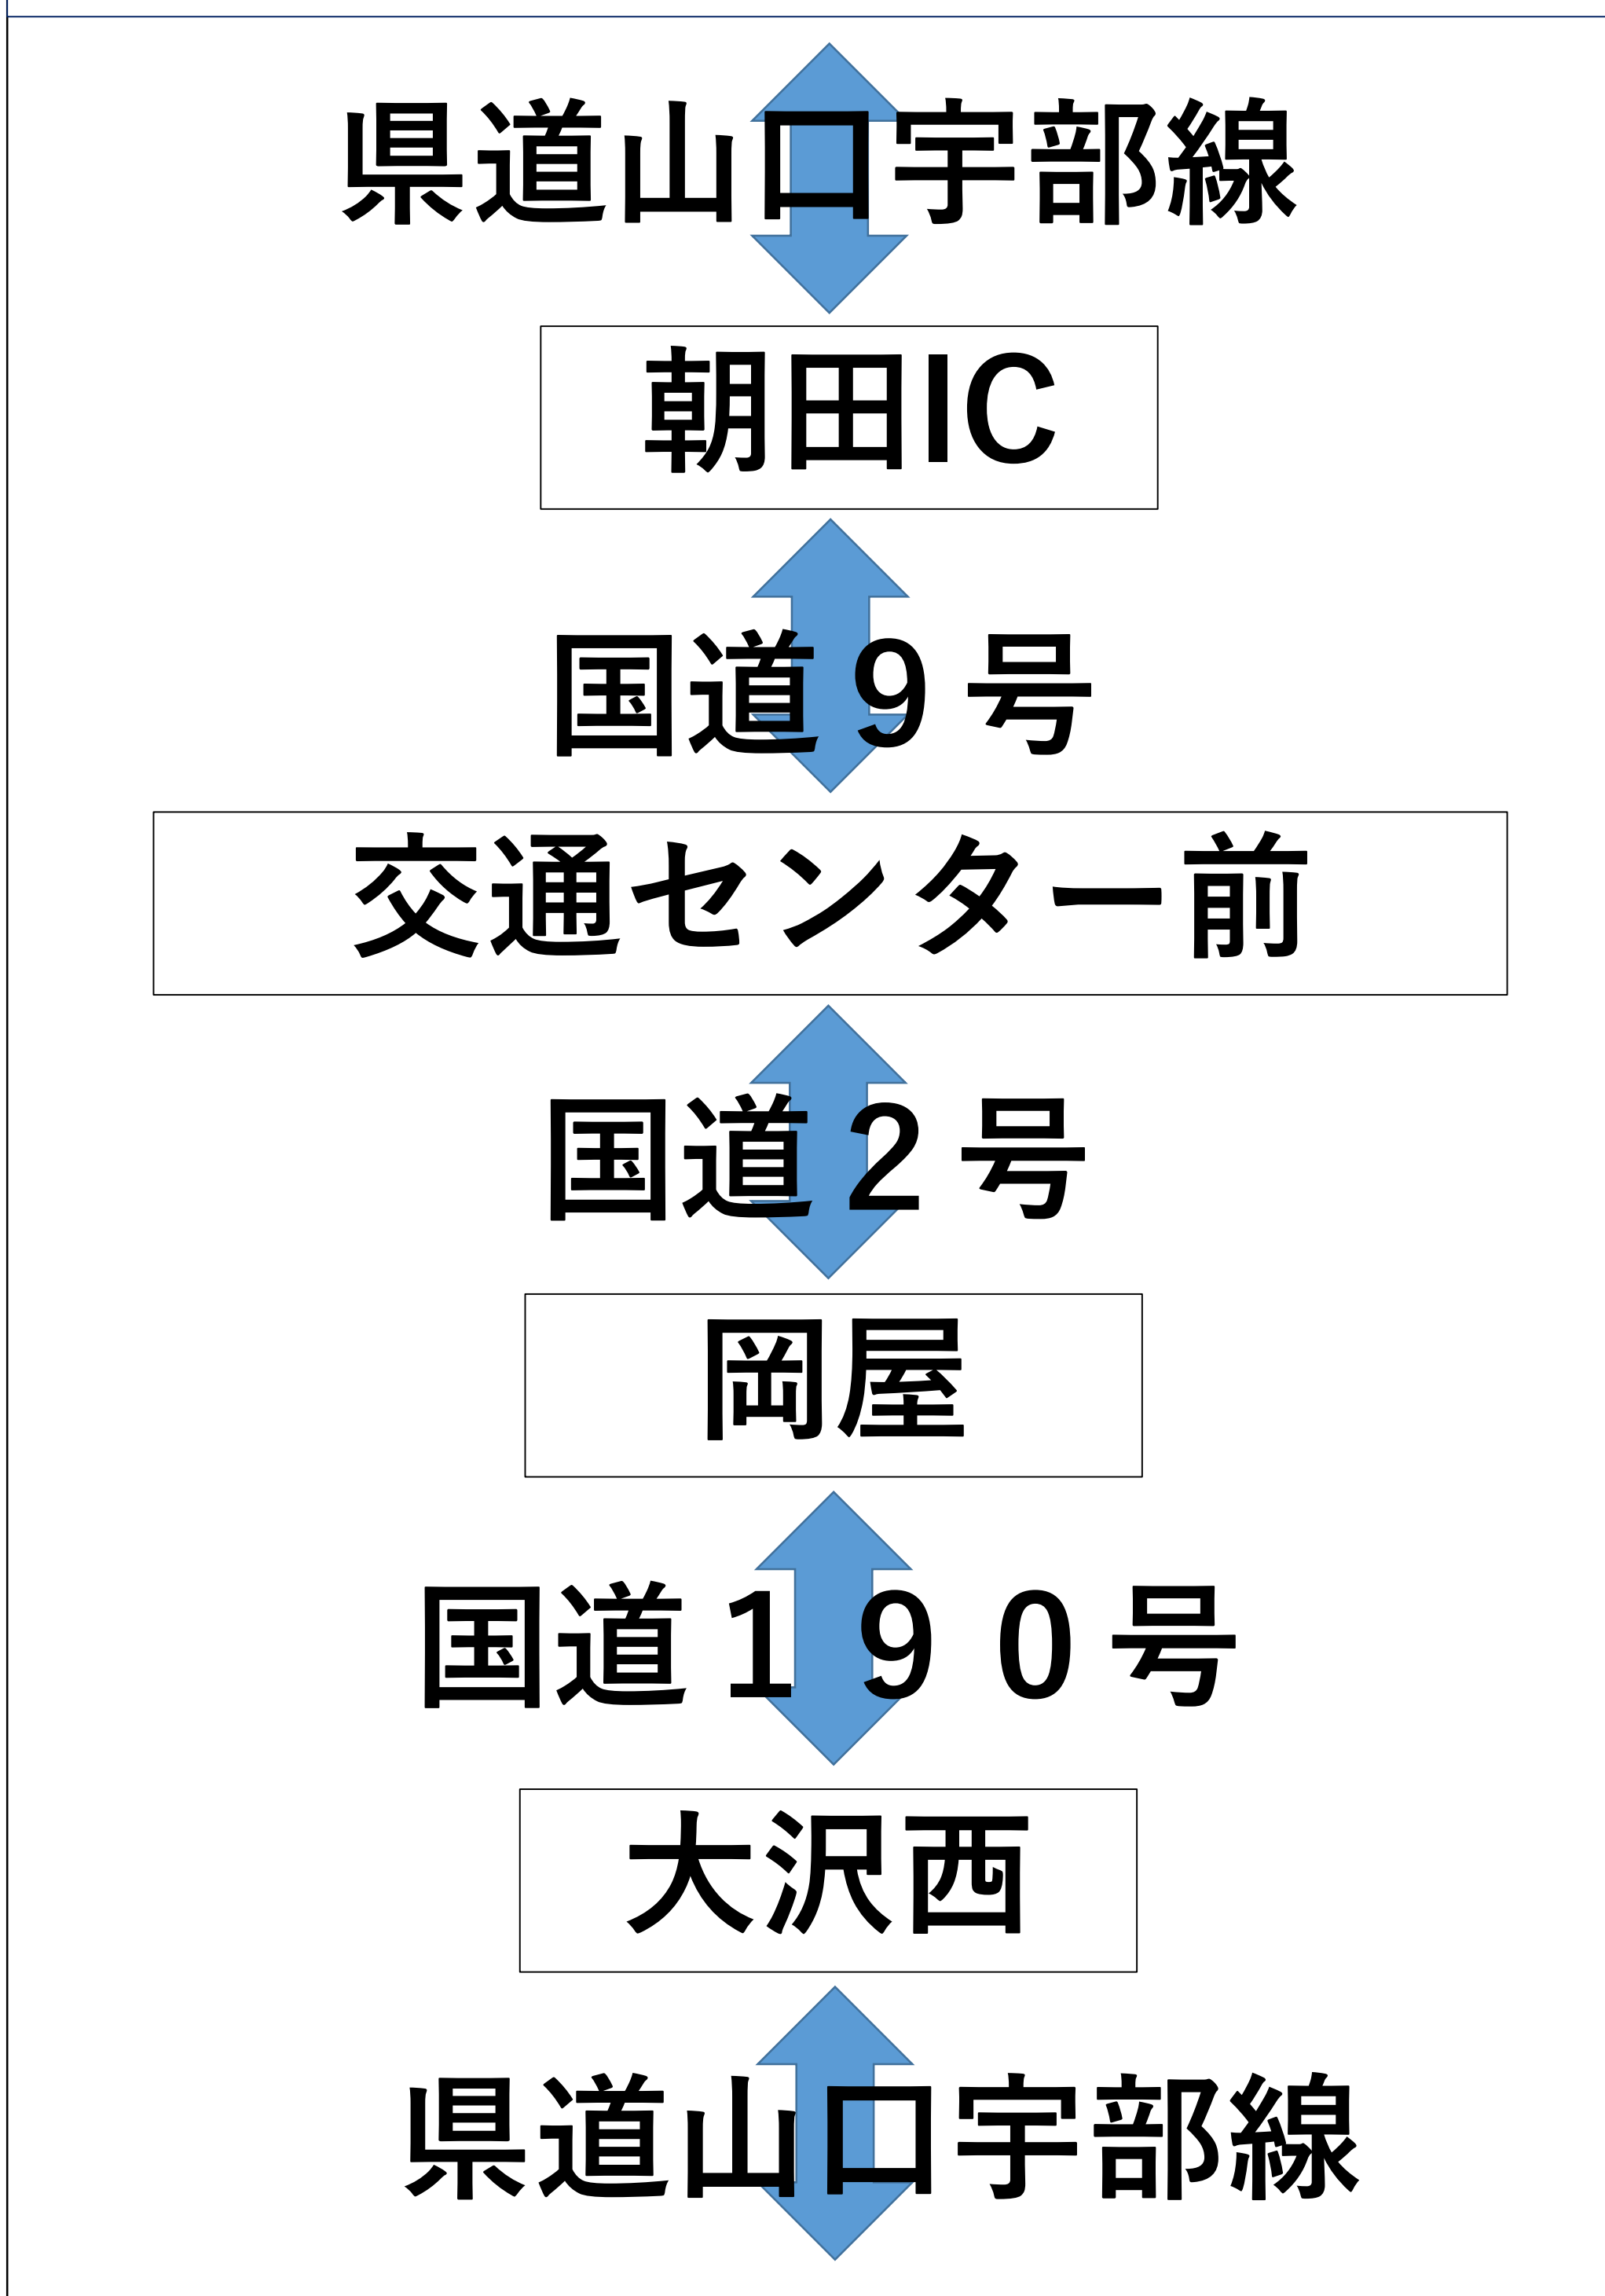 県道山口宇部線
朝田IC
国道９号
交通センター前
国道２号
岡屋
国道１９０号
大沢西
県道山口宇部線